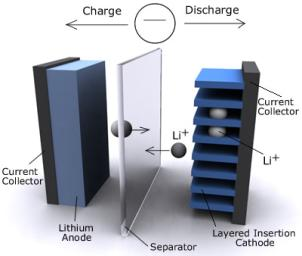 Charge
Discharge
Current
Collector
Li+
Current
Collector
Li+
Lithium
Anode
Separator
Layered Insertion
Cathode